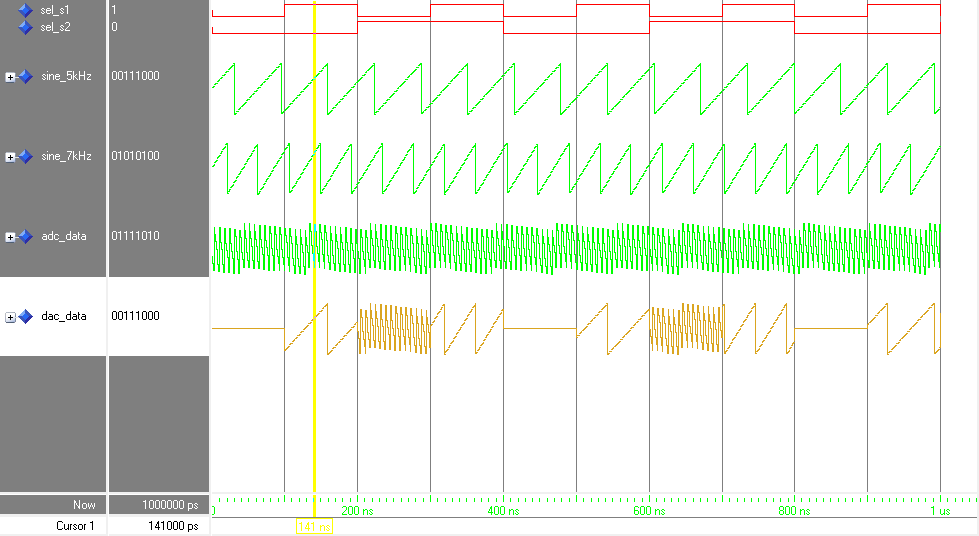 sel_s1 1
sel_s2 0
sine_5kHz 00111000
sine_7kHz 01010100
adc_data 01111010
dac_data 00111000
Now 1000000 ps
200 ns 400 ns 600 ns 800 ns 1 us
Cursor 1 141000 ps 141 ns